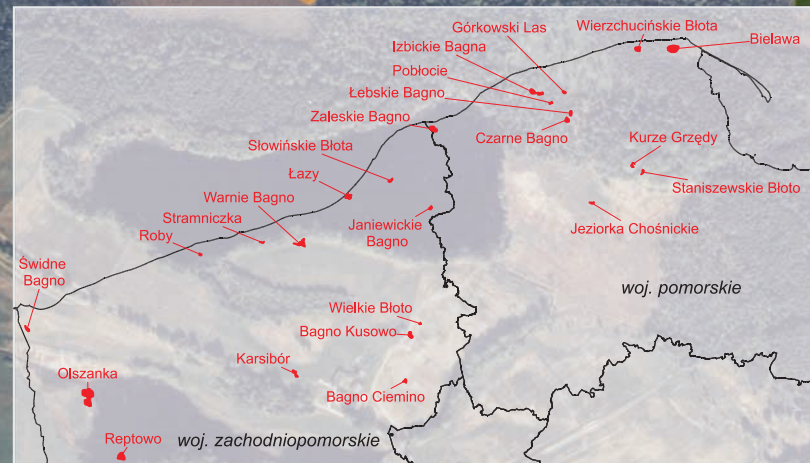 Górkowski Las
Wierzchucińskie Błota
Izbickie Bagna
Bielawa
Pobłocie
Łebskie Bagno
Zaleskie Bagno
Czarne Bagno
Kurze Grzędy
Słowińskie Błota
Staniszewskie Błoto
Łazy
Warnie Bagno
Stramniczka
Janiewickie
Bagno
Jeziorka Chośnickie
Roby
Świdne
Bagno
woj. pomorskie
Wielkie Błoto
Bagno Kusowo
Karsibór
Olszanka
Bagno Ciemino
Reptowo
woj. zachodniopomorskie